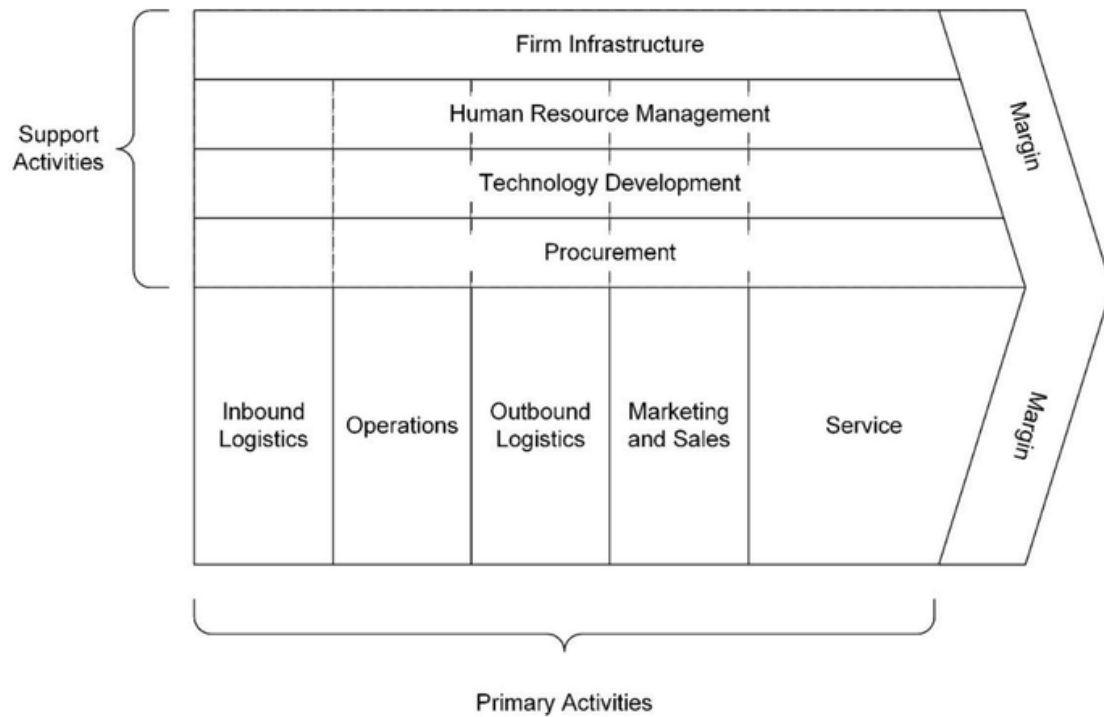 Firm Infrastructure
Human Resource Management
Support
Activities
Technology Development
Procurement
Margin
Inbound
Logistics
Operations
Outbound
Logistics
Marketing
and Sales
Service
Margin
Primary Activities